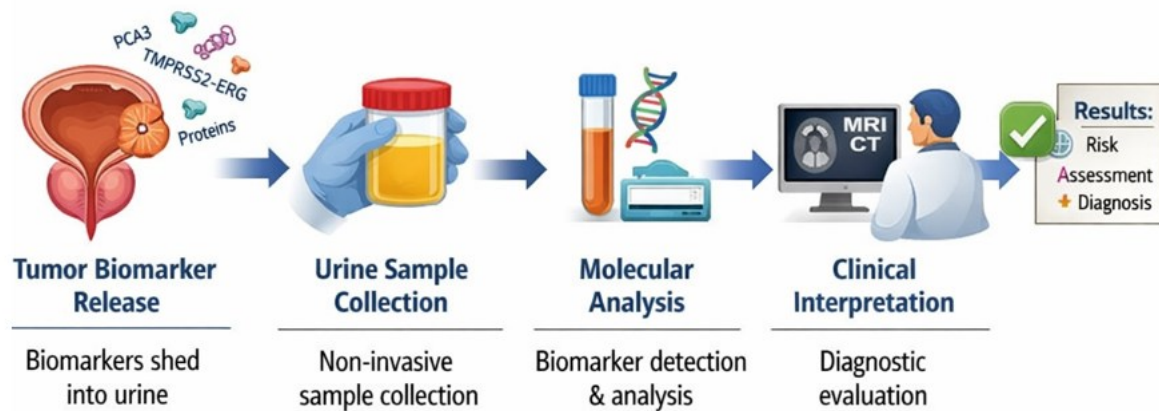 PCA3
TMPRSS2-ERG
Proteins
MRI
CT
Results:
Risk
Assessment
Diagnosis
Tumor Biomarker
Release
Biomarkers shed
into urine
Urine Sample
Collection
Non-invasive
sample collection
Molecular
Analysis
Biomarker detection
& analysis
Clinical
Interpretation
Diagnostic
evaluation